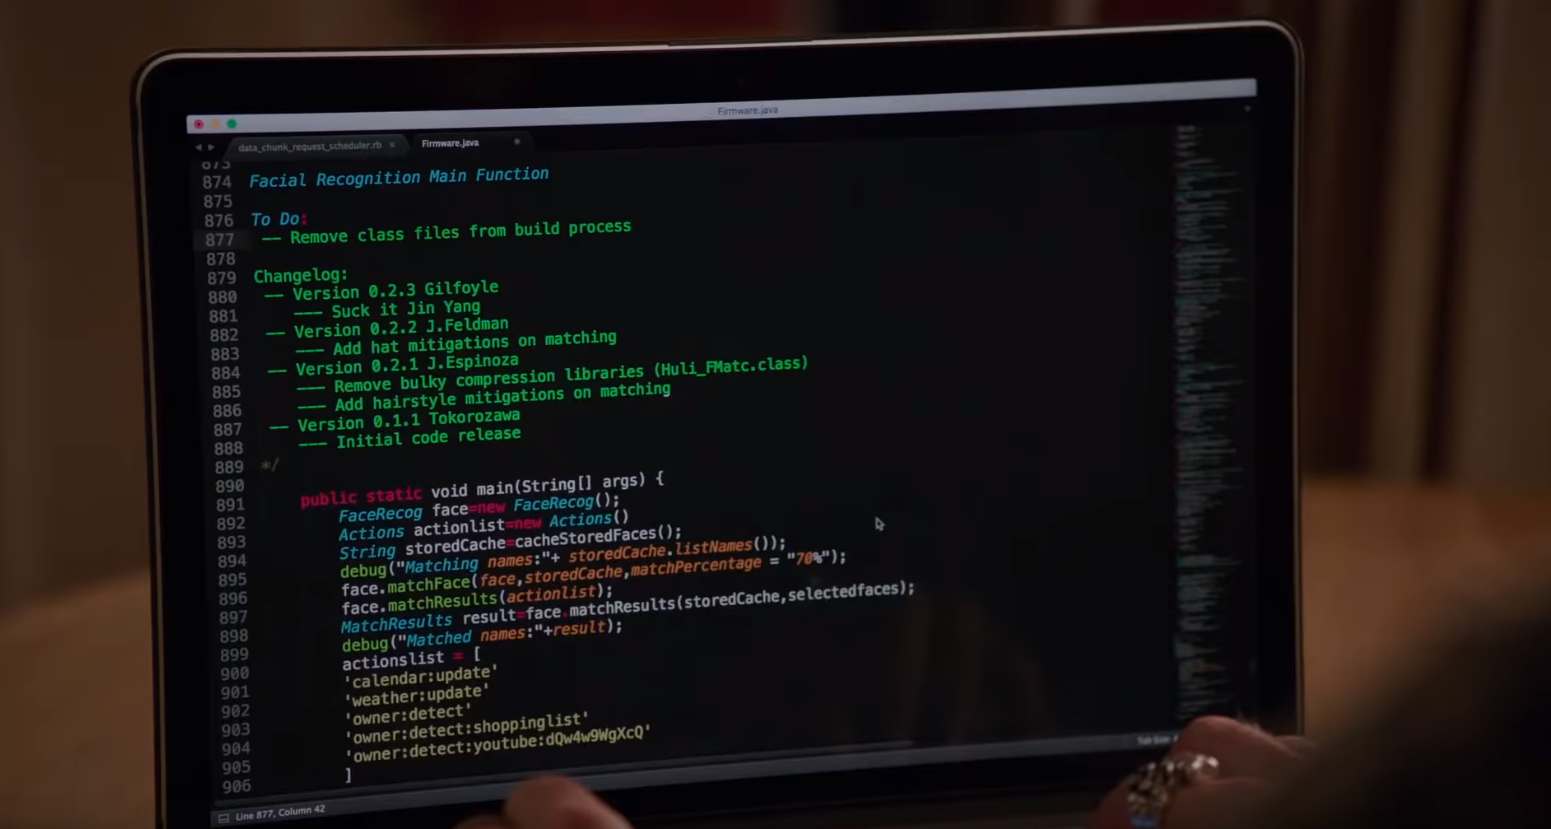 Firmware.java
data_chunk_request_scheduler.rb
Firmware.java
873
874 Facial Recognition Main Function
875
876 To Do:
877 —— Remove class files from build process
878
879 Changelog:
880 —— Version 0.2.3 Gilfoyle
881 ——— Suck it Jin Yang
882 —— Version 0.2.2 J.Feldman
883 ——— Add hat mitigations on matching
884 —— Version 0.2.1 J.Espinoza
885 ——— Remove bulky compression libraries (Huli_FMatc.class)
886 ——— Add hairstyle mitigations on matching
887 —— Version 0.1.1 Tokorozawa
888 ——— Initial code release
889 */
890
891 public static void main(String[] args) {
892 FaceRecog face=new FaceRecog();
893 Actions actionlist=new Actions()
894 String storedCache=cacheStoredFaces();
895 debug("Matching names:"+ storedCache.listNames());
896 face.matchFace(face,storedCache,matchPercentage = "70%");
897 face.matchResults(actionlist);
898 MatchResults result=face.matchResults(storedCache,selectedfaces);
899 debug("Matched names:"+result);
900 actionslist = [
901 'calendar:update'
902 'weather:update'
903 'owner:detect'
904 'owner:detect:shoppinglist'
905 'owner:detect:youtube:dQw4w9WgXcQ'
906 ]
Line 877, Column 42
Tab Size: